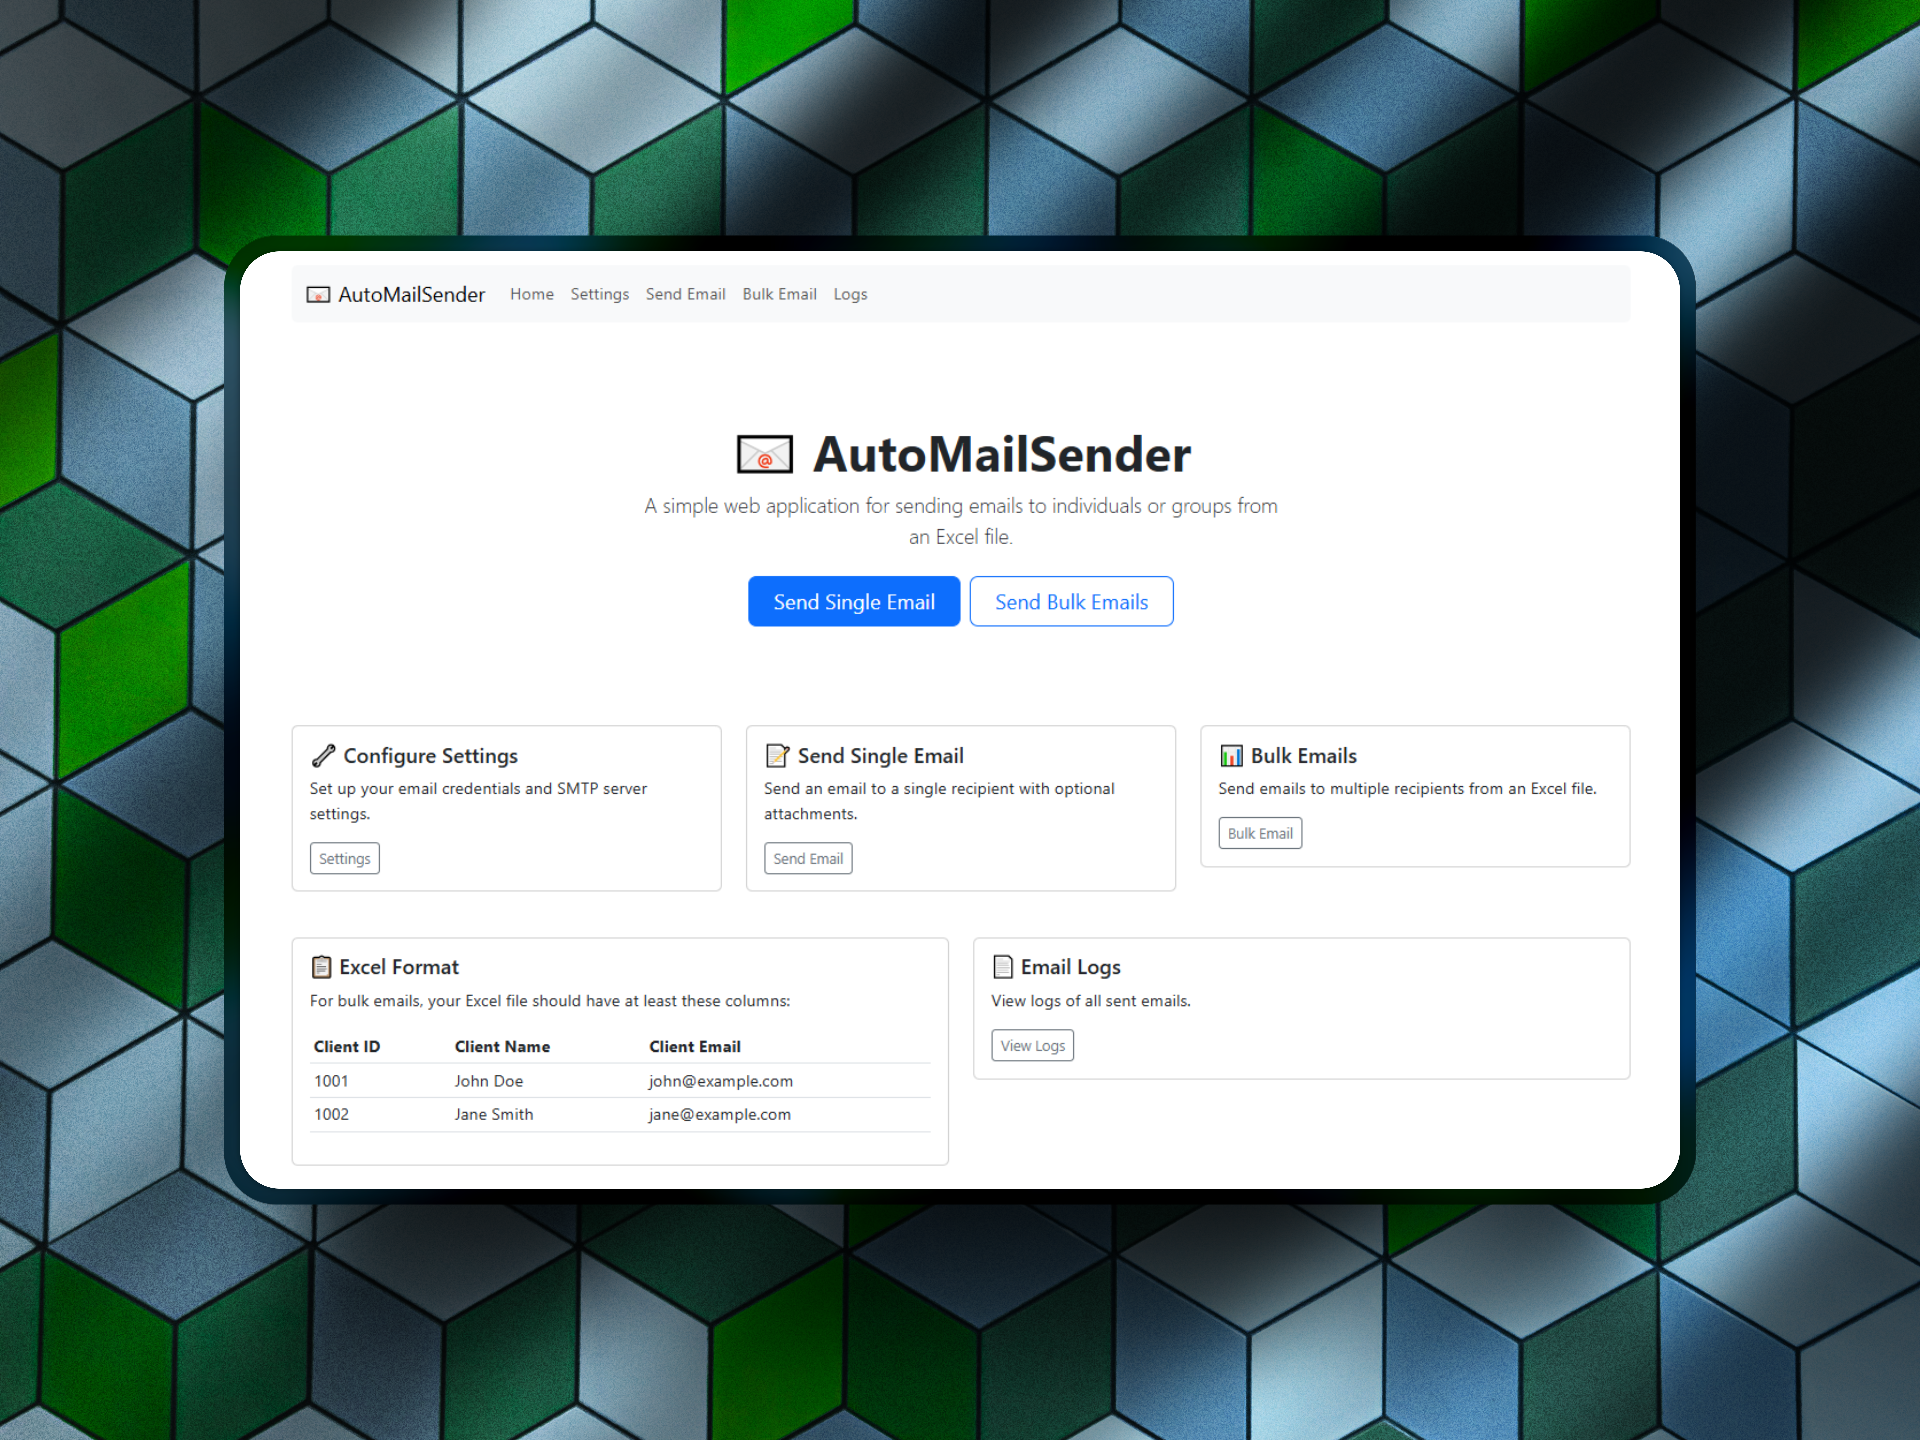 AutoMailSender Home Settings Send Email Bulk Email Logs
AutoMailSender
A simple web application for sending emails to individuals or groups from
an Excel file.
Send Single Email Send Bulk Emails
Configure Settings
Set up your email credentials and SMTP server
settings.
Settings
Send Single Email
Send an email to a single recipient with optional
attachments.
Send Email
Bulk Emails
Send emails to multiple recipients from an Excel file.
Bulk Email
Excel Format
For bulk emails, your Excel file should have at least these columns:
Client ID Client Name Client Email
1001 John Doe john@example.com
1002 Jane Smith jane@example.com
Email Logs
View logs of all sent emails.
View Logs